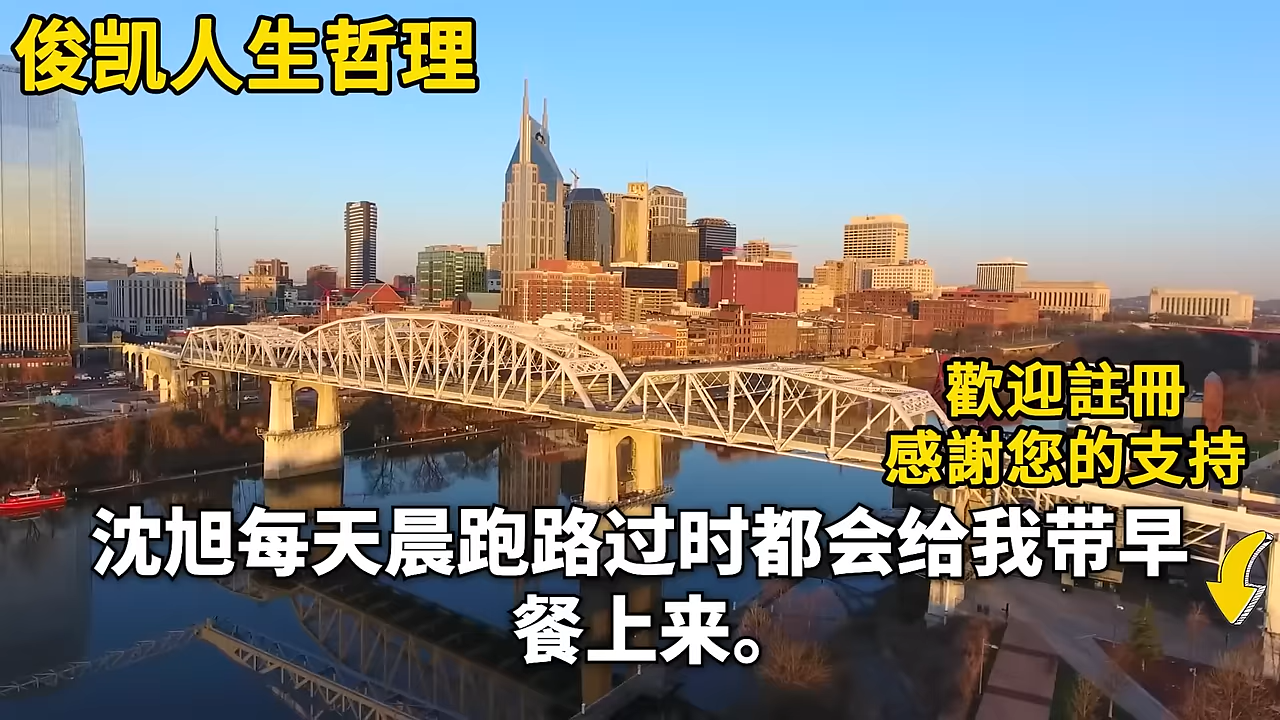 俊凯人生哲理
歡迎註冊
感謝您的支持
沈旭每天晨跑路过时都会给我带早
餐上来。